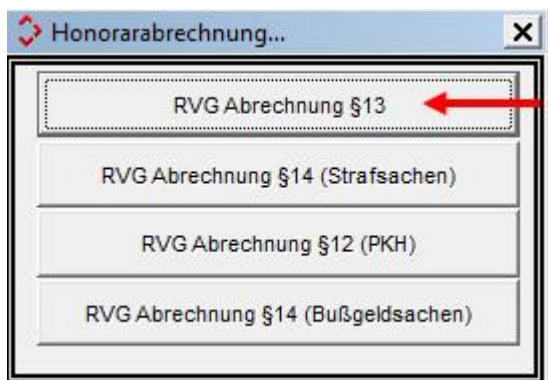 Honorarabrechnung...
RVG Abrechnung §13
RVG Abrechnung §14 (Strafsachen)
RVG Abrechnung §12 (PKH)
RVG Abrechnung §14 (Bußgeldsachen)